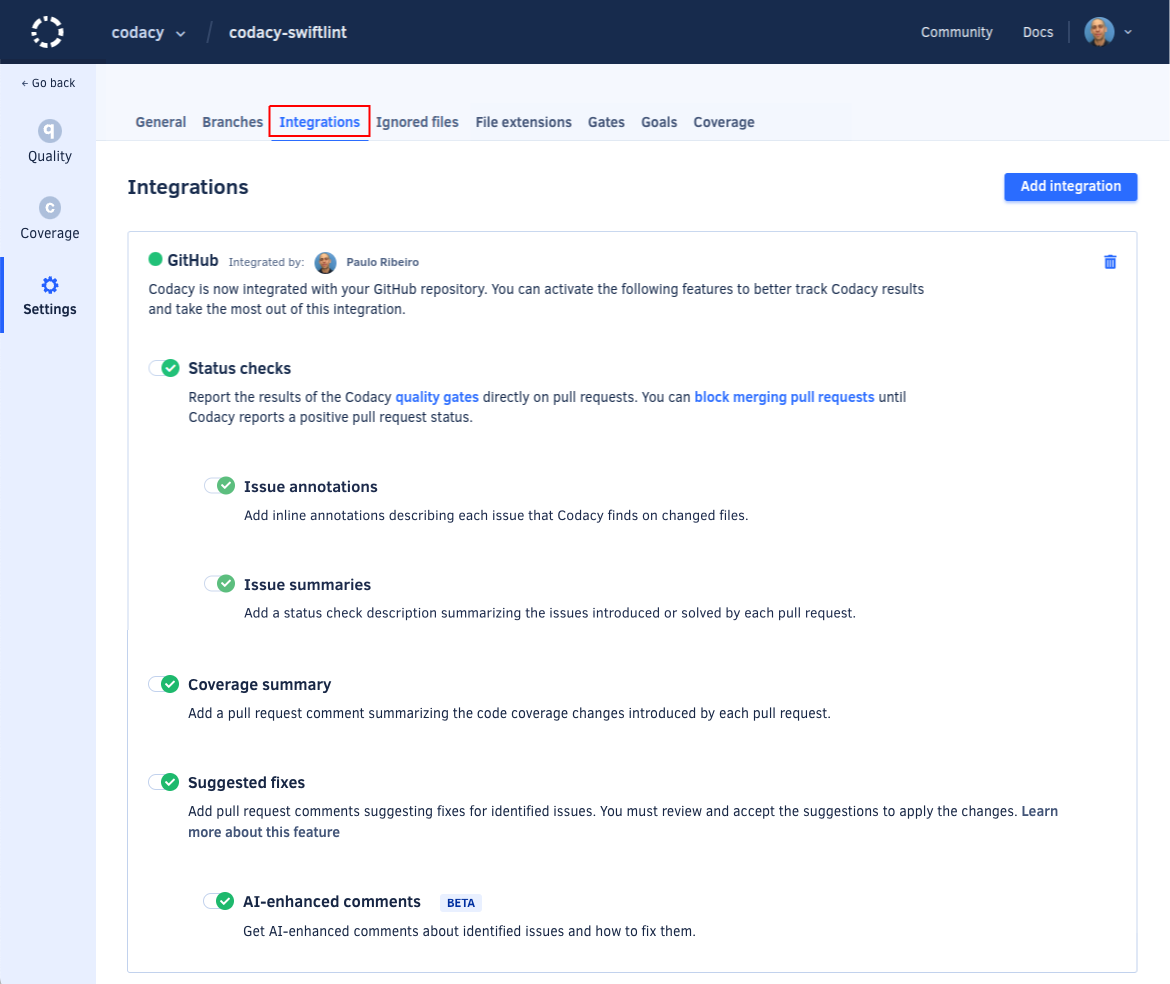 codacy / codacy-swiftlint Community Docs
← Go back
General Branches Integrations Ignored files File extensions Gates Goals Coverage
q
Quality
c
Coverage
Settings
Integrations Add integration
GitHub Integrated by: Paulo Ribeiro
Codacy is now integrated with your GitHub repository. You can activate the following features to better track Codacy results
and take the most out of this integration.
Status checks
Report the results of the Codacy quality gates directly on pull requests. You can block merging pull requests until
Codacy reports a positive pull request status.
Issue annotations
Add inline annotations describing each issue that Codacy finds on changed files.
Issue summaries
Add a status check description summarizing the issues introduced or solved by each pull request.
Coverage summary
Add a pull request comment summarizing the code coverage changes introduced by each pull request.
Suggested fixes
Add pull request comments suggesting fixes for identified issues. You must review and accept the suggestions to apply the changes. Learn
more about this feature
AI-enhanced comments BETA
Get AI-enhanced comments about identified issues and how to fix them.